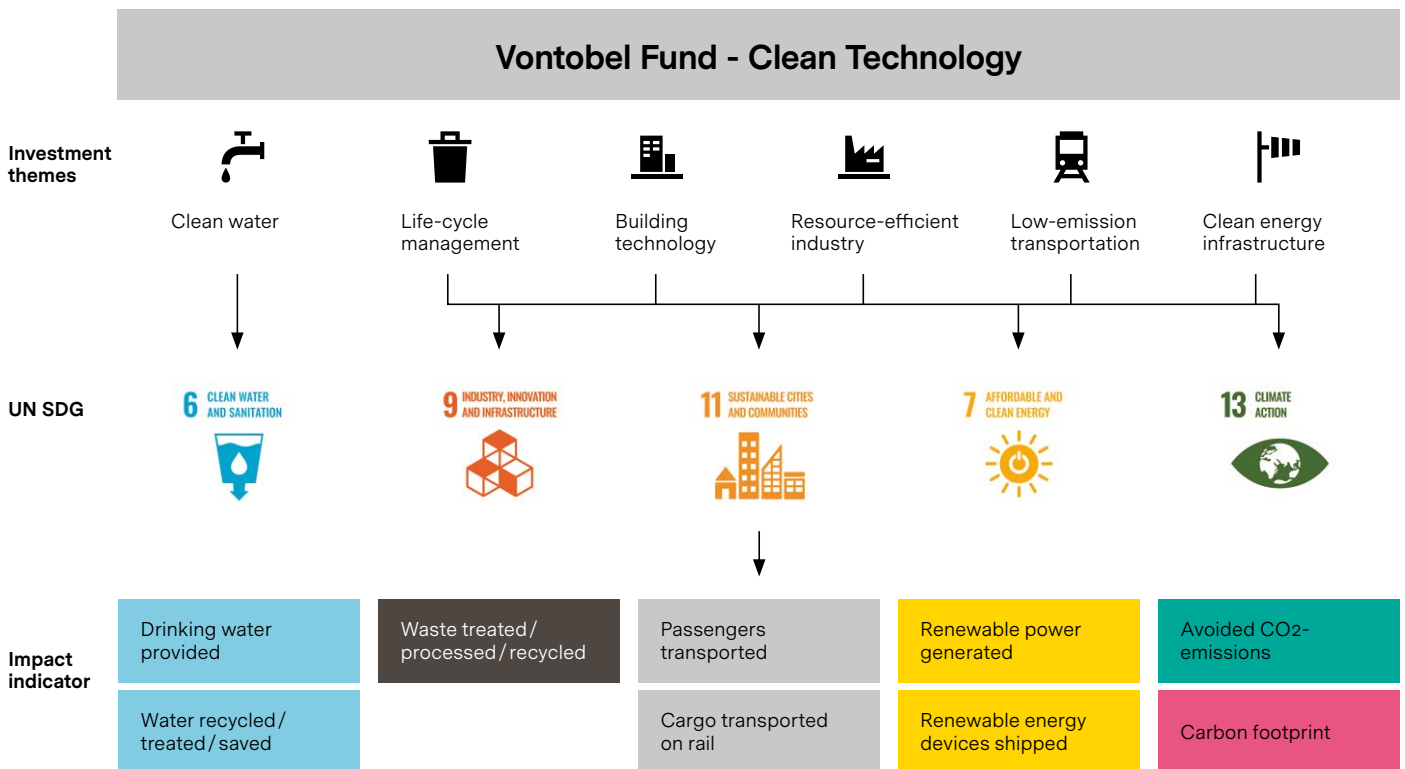 Vontobel Fund - Clean Technology
Investment
themes
Clean water
Life-cycle
management
Building
technology
Resource-efficient
industry
Low-emission
transportation
Clean energy
infrastructure
UN SDG
6 CLEAN WATER
AND SANITATION
9 INDUSTRY, INNOVATION
AND INFRASTRUCTURE
11 SUSTAINABLE CITIES
AND COMMUNITIES
7 AFFORDABLE AND
CLEAN ENERGY
13 CLIMATE
ACTION
Impact
indicator
Drinking water
provided
Waste treated/
processed/recycled
Passengers
transported
Renewable power
generated
Avoided CO2-
emissions
Water recycled/
treated/saved
Cargo transported
on rail
Renewable energy
devices shipped
Carbon footprint